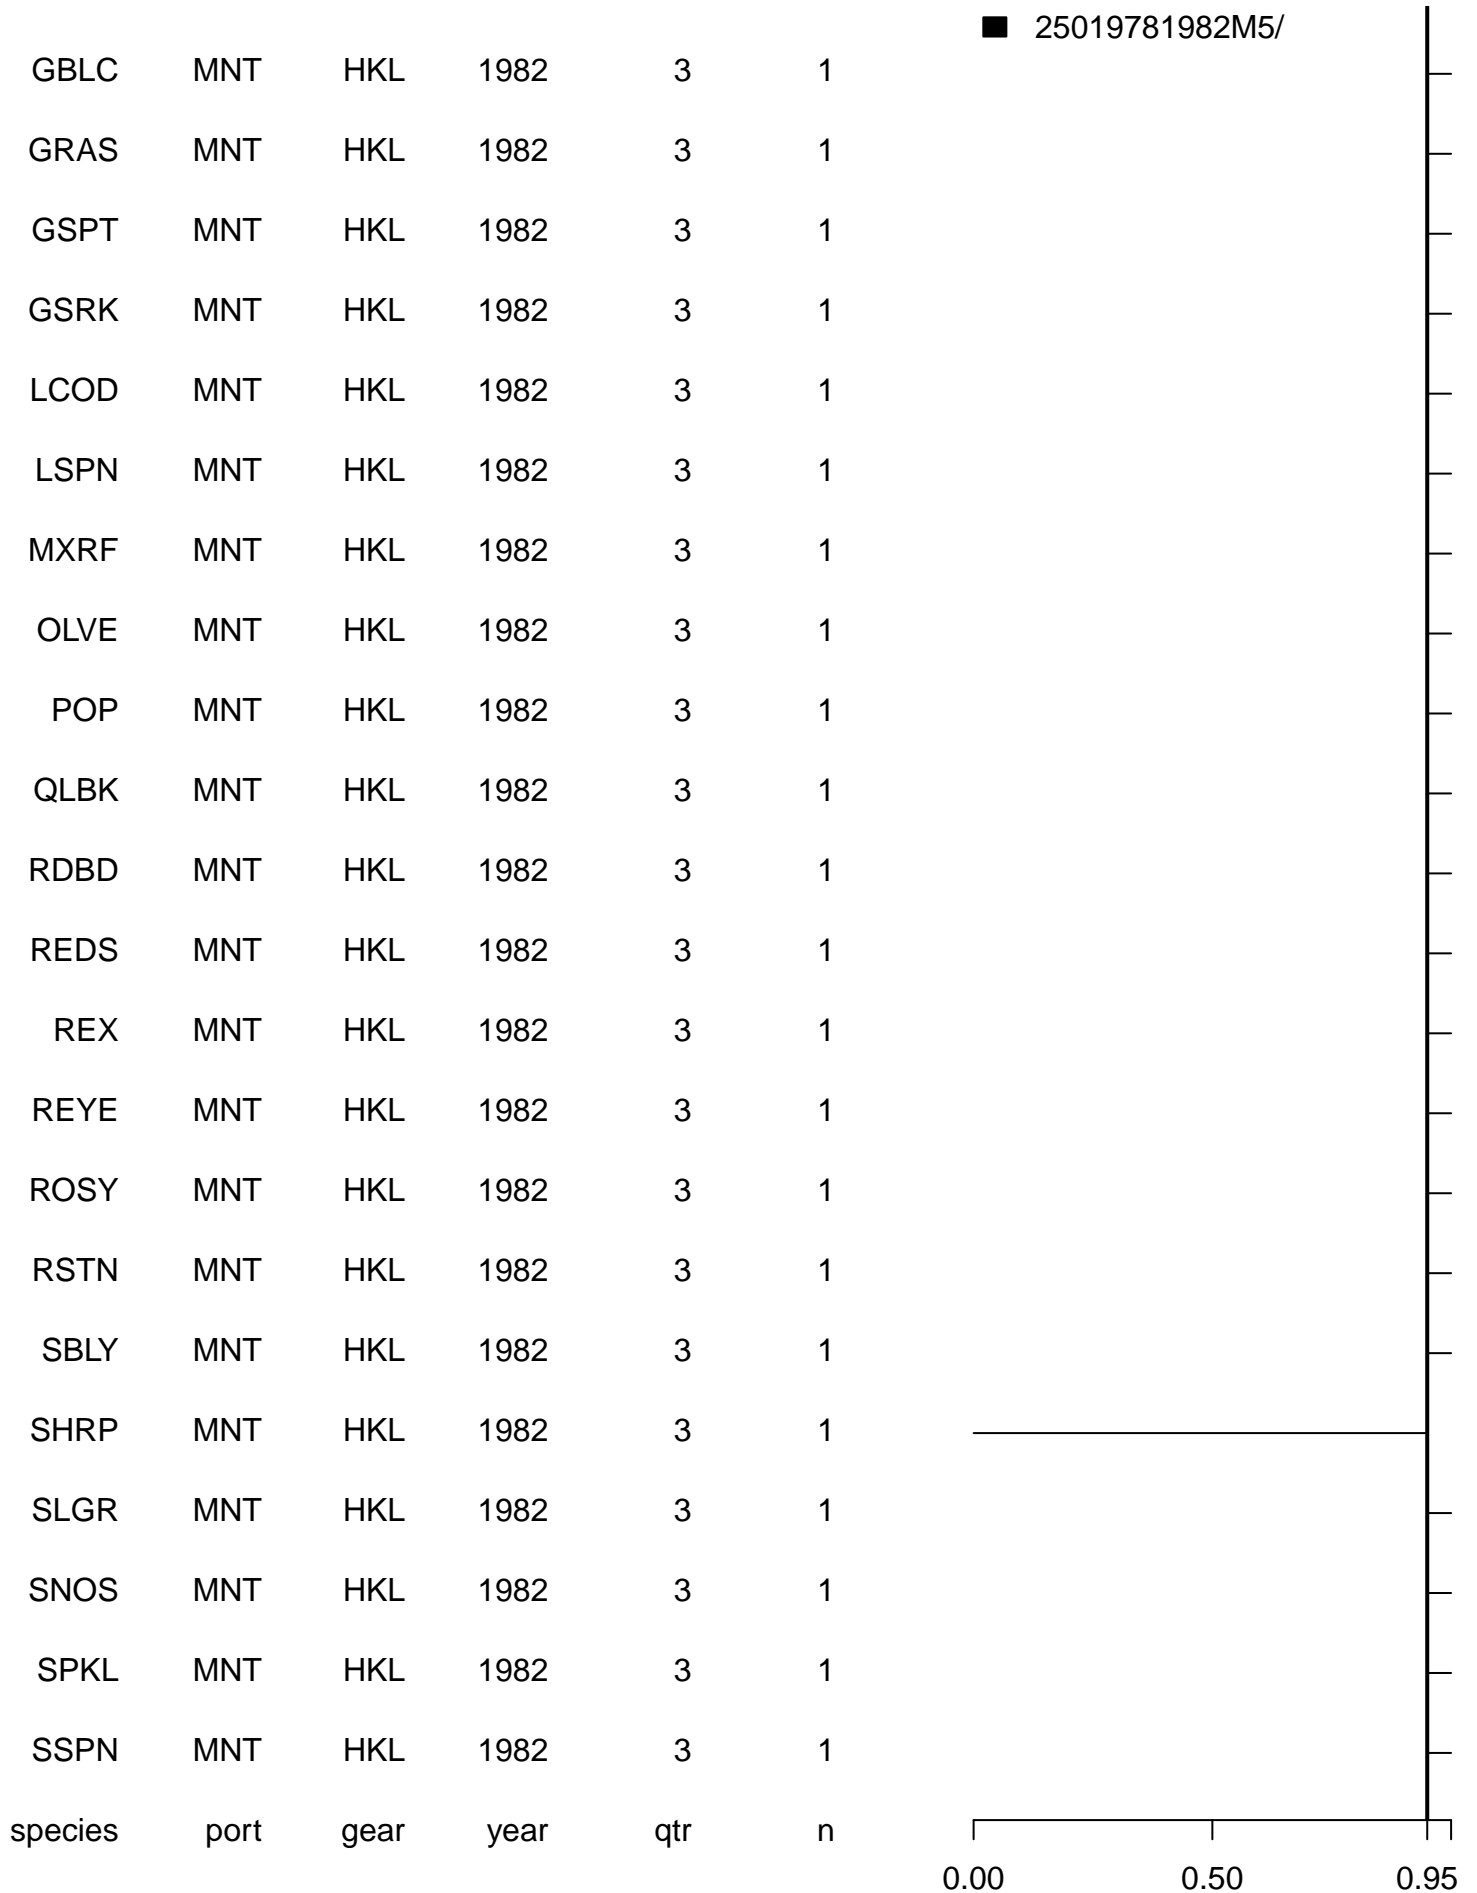 25019781982M5/
GBLC MNT HKL 1982 3 1
GRAS MNT HKL 1982 3 1
GSPT MNT HKL 1982 3 1
GSRK MNT HKL 1982 3 1
LCOD MNT HKL 1982 3 1
LSPN MNT HKL 1982 3 1
MXRF MNT HKL 1982 3 1
OLVE MNT HKL 1982 3 1
POP MNT HKL 1982 3 1
QLBK MNT HKL 1982 3 1
RDBD MNT HKL 1982 3 1
REDS MNT HKL 1982 3 1
REX MNT HKL 1982 3 1
REYE MNT HKL 1982 3 1
ROSY MNT HKL 1982 3 1
RSTN MNT HKL 1982 3 1
SBLY MNT HKL 1982 3 1
SHRP MNT HKL 1982 3 1
SLGR MNT HKL 1982 3 1
SNOS MNT HKL 1982 3 1
SPKL MNT HKL 1982 3 1
SSPN MNT HKL 1982 3 1
species port gear year qtr n
0.00 0.50 0.95